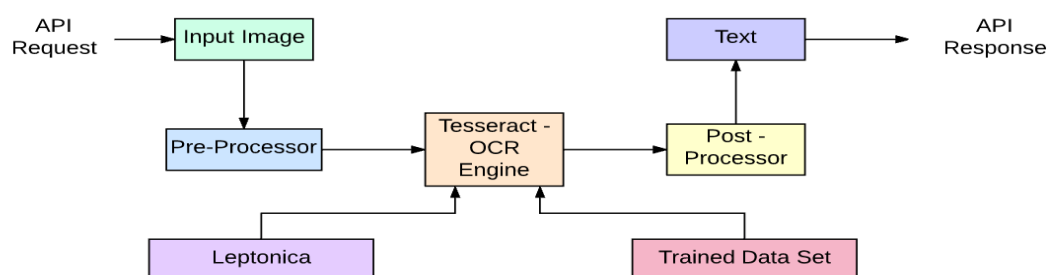 API
Request
Input Image
Text
API
Response
Pre-Processor
Tesseract -
OCR
Engine
Post -
Processor
Leptonica
Trained Data Set